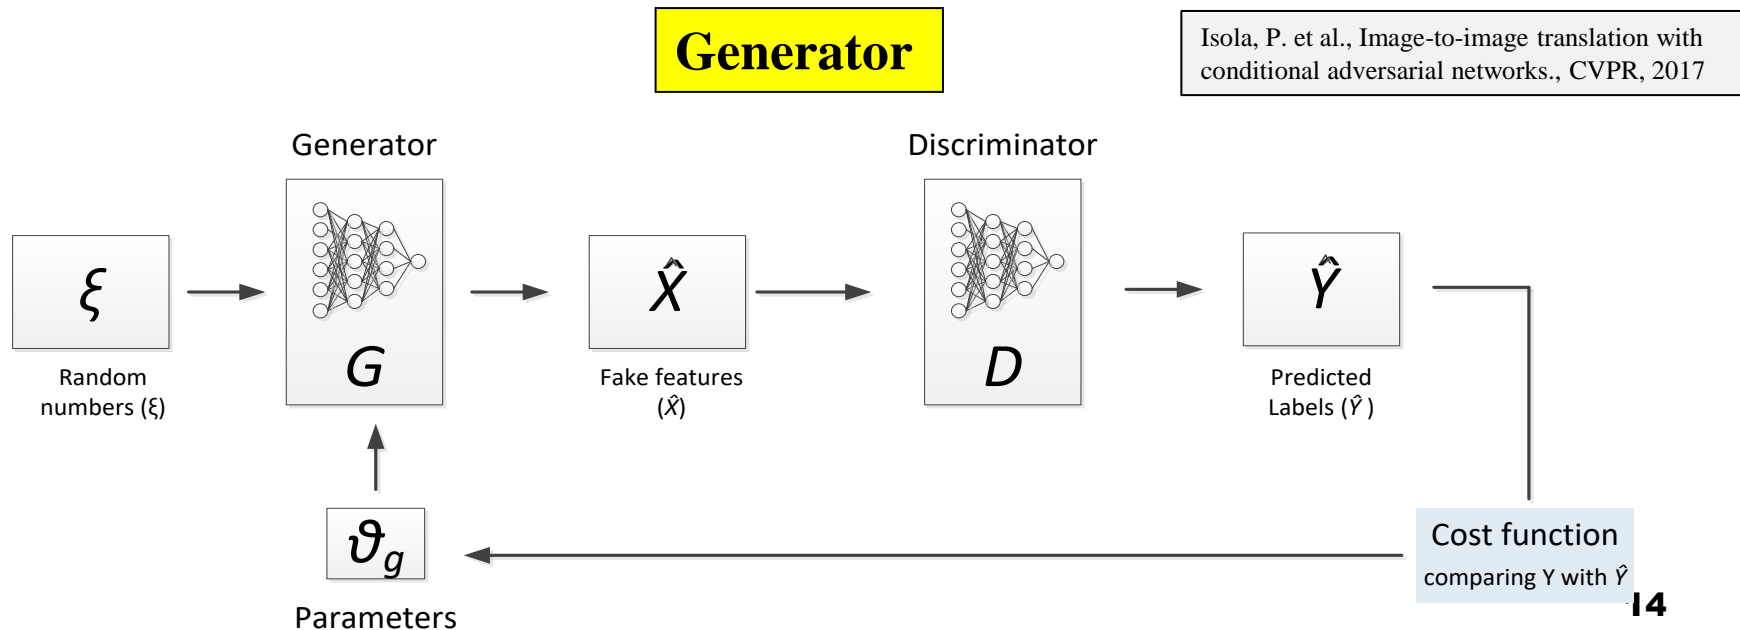 Generator
Isola, P. et al., Image-to-image translation with
conditional adversarial networks., CVPR, 2017
Generator
Discriminator
ξ
G
X̂
D
Ŷ
Random
numbers (ξ)
Fake features
(X̂)
Predicted
Labels (Ŷ )
ϑg
Parameters
Cost function
comparing Y with Ŷ
14